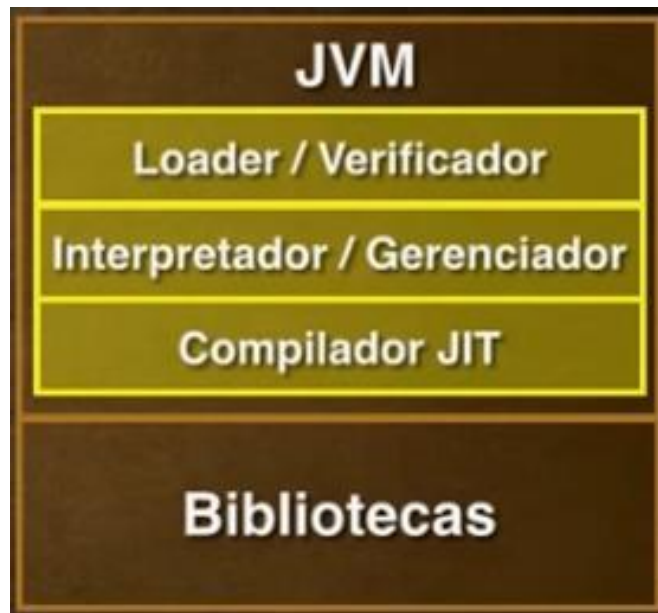 JVM
Loader / Verificador
Interpretador / Gerenciador
Compilador JIT
Bibliotecas